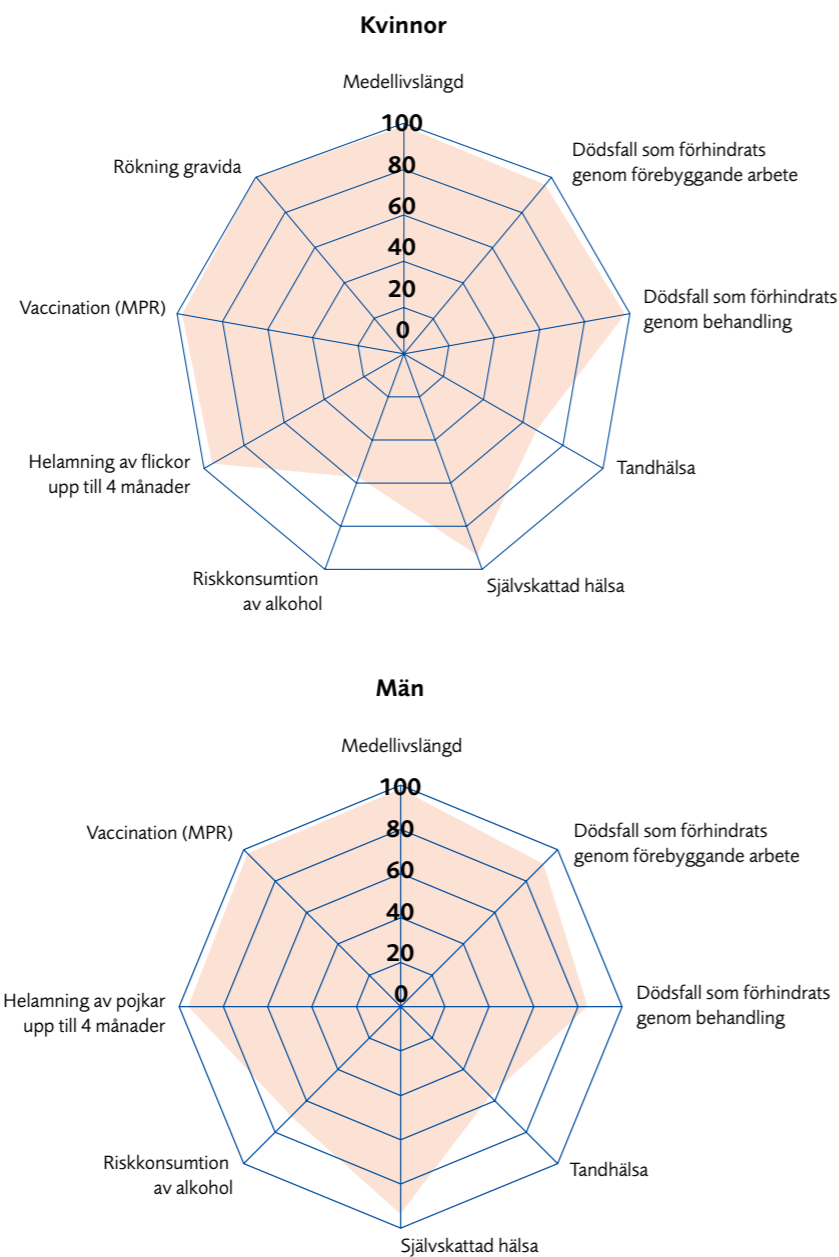 Kvinnor
Medellivslängd
100
80
60
40
20
0
Dödsfall som förhindrats
genom förebyggande arbete
Dödsfall som förhindrats
genom behandling
Tandhälsa
Självskattad hälsa
Riskkonsumtion
av alkohol
Helamning av flickor
upp till 4 månader
Vaccination (MPR)
Rökning gravida
Män
Medellivslängd
100
80
60
40
20
0
Dödsfall som förhindrats
genom förebyggande arbete
Dödsfall som förhindrats
genom behandling
Tandhälsa
Självskattad hälsa
Riskkonsumtion
av alkohol
Helamning av pojkar
upp till 4 månader
Vaccination (MPR)